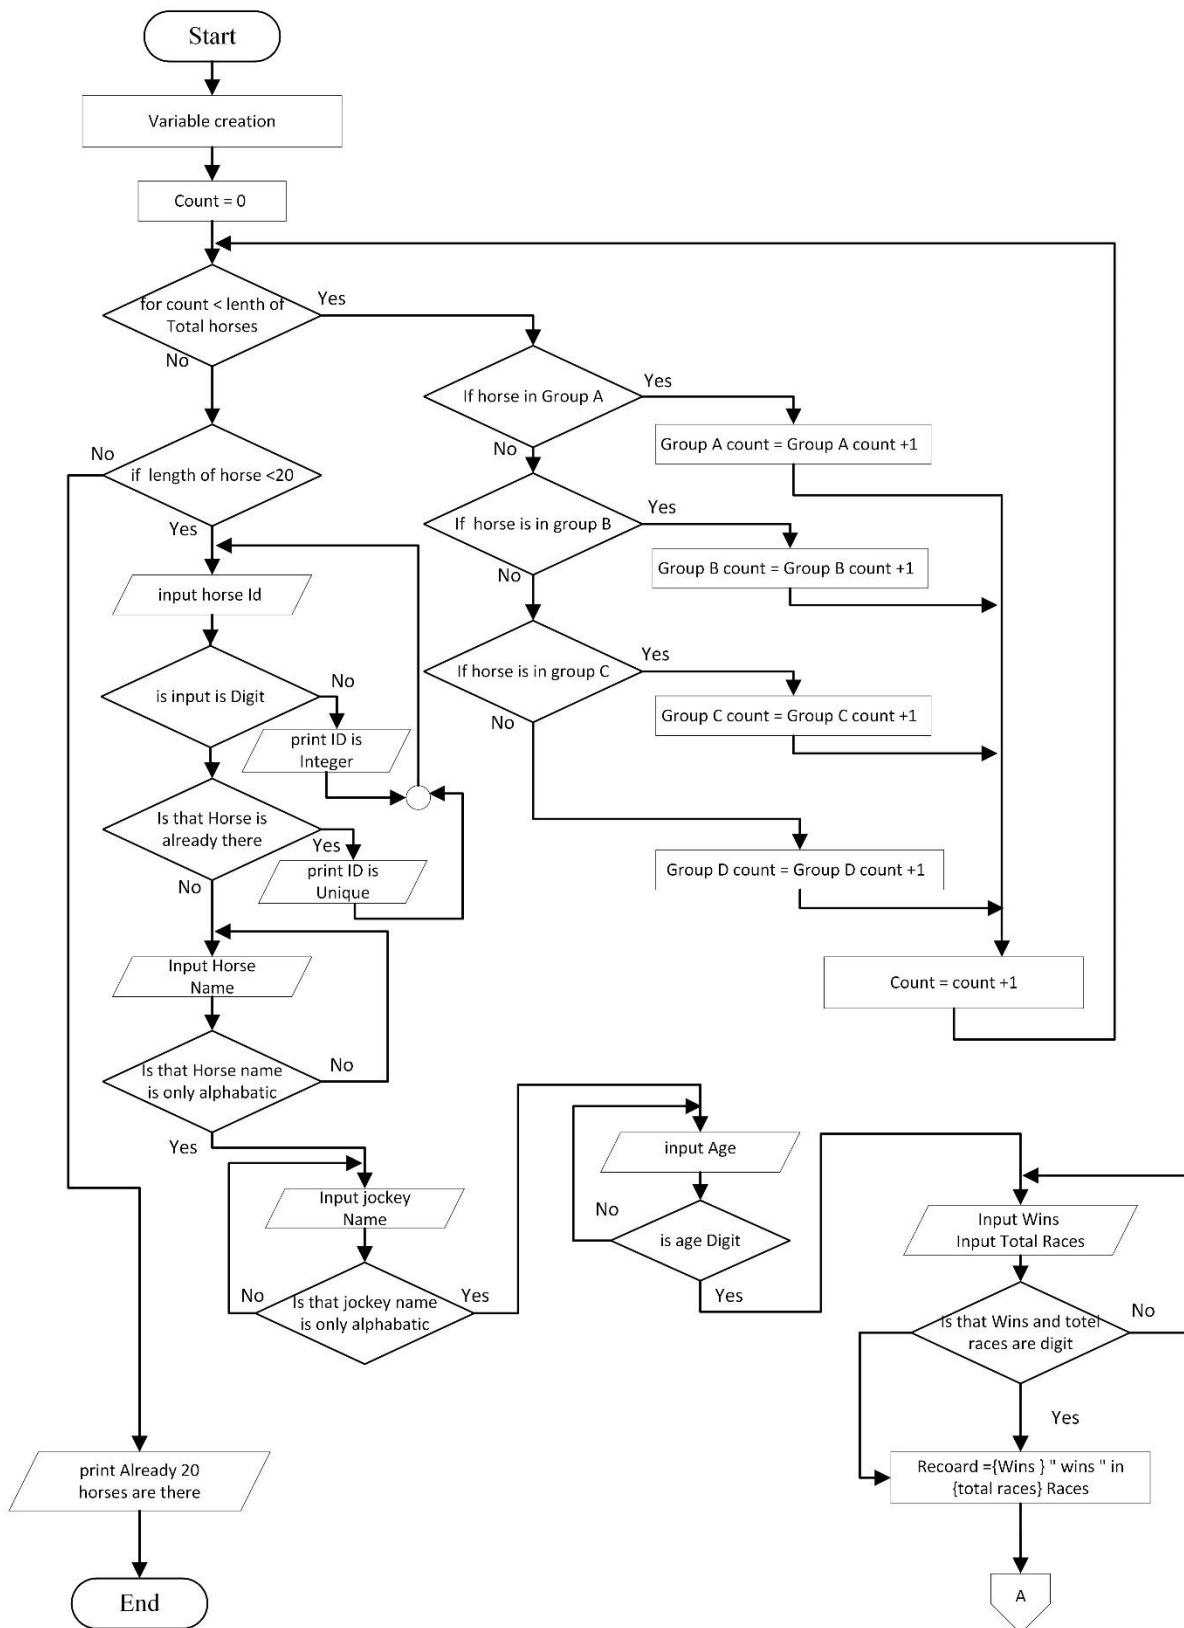 Start
Variable creation
Count = 0
for count < lenth of
Total horses
Yes
No
If horse in Group A
Yes
No
Group A count = Group A count +1
if  length of horse <20
No
Yes
If  horse is in group B
Yes
No
Group B count = Group B count +1
input horse Id
If horse is in group C
Yes
No
Group C count = Group C count +1
is input is Digit
No
print ID is
Integer
Is that Horse is
already there
Yes
No
print ID is
Unique
Group D count = Group D count +1
Input Horse
Name
Count = count +1
Is that Horse name
is only alphabatic
No
Yes
input Age
Input jockey
Name
is age Digit
No
Yes
Input Wins
Input Total Races
Is that jockey name
is only alphabatic
No
Yes
Is that Wins and totel
races are digit
No
Yes
print Already 20
horses are there
Recoard ={Wins } " wins " in
{total races} Races
End
A